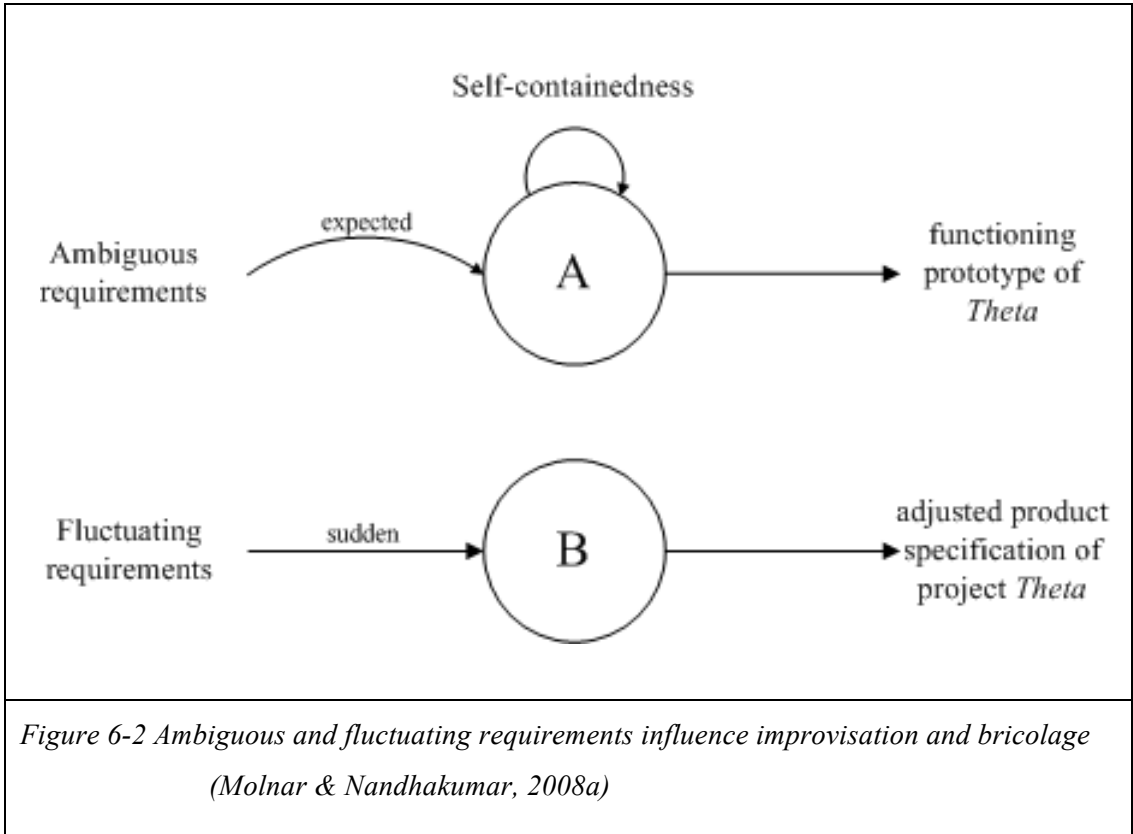 Self-containedness
expected
Ambiguous
requirements
A
functioning
prototype of
Theta
Fluctuating
requirements
sudden
B
adjusted product
specification of
project Theta
Figure 6-2 Ambiguous and fluctuating requirements influence improvisation and bricolage
(Molnar & Nandhakumar, 2008a)